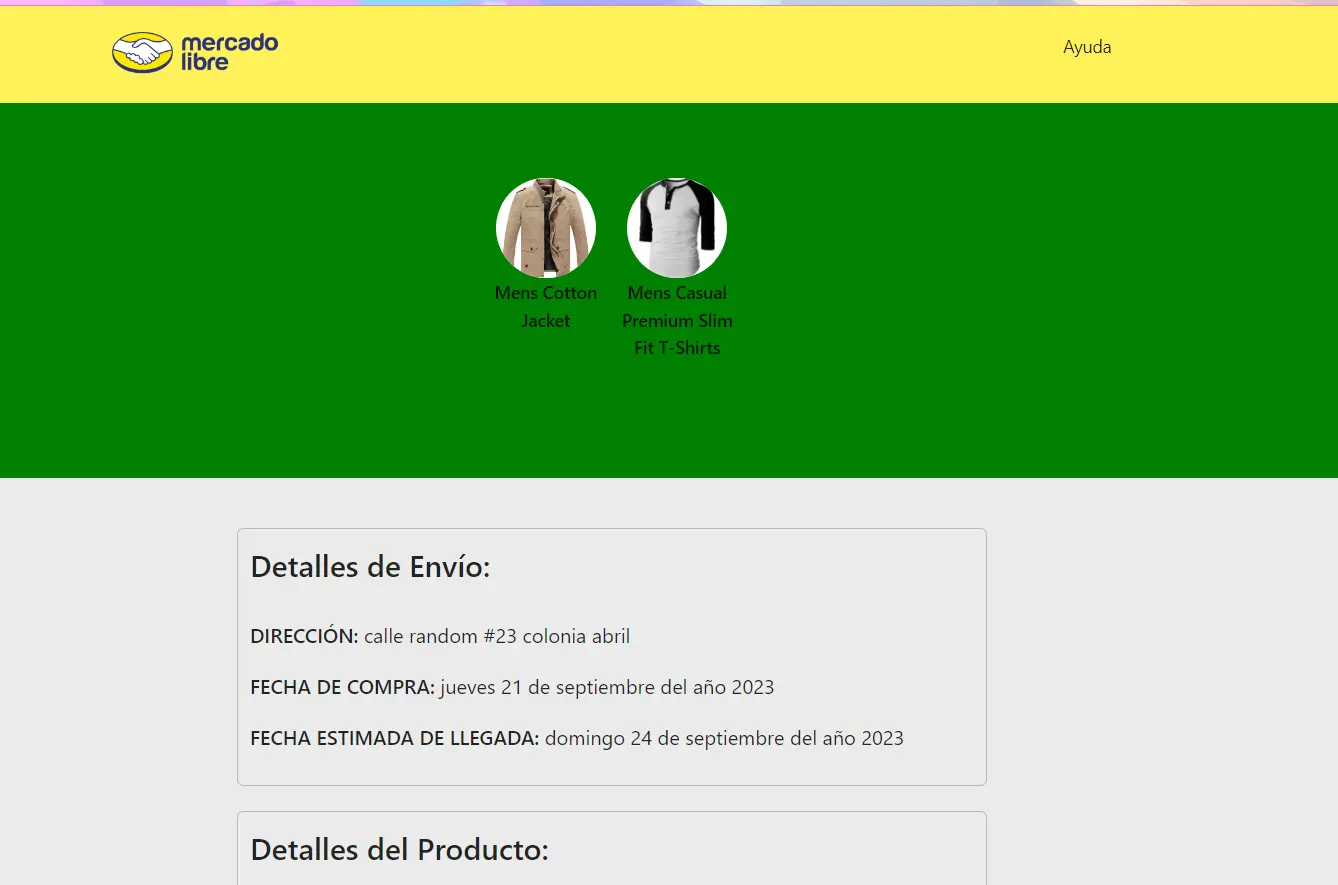 mercado
libre
Ayuda
Mens Cotton
Jacket
Mens Casual
Premium Slim
Fit T-Shirts
Detalles de Envío:
DIRECCIÓN: calle random #23 colonia abril
FECHA DE COMPRA: jueves 21 de septiembre del año 2023
FECHA ESTIMADA DE LLEGADA: domingo 24 de septiembre del año 2023
Detalles del Producto: